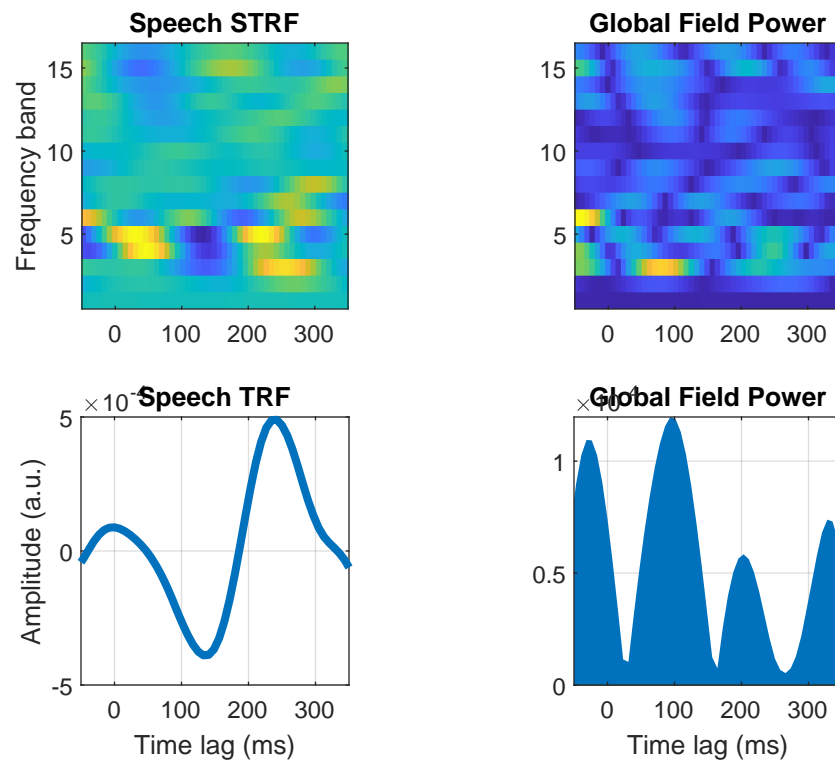 Speech STRF
Frequency band
15
10
5
0 100 200 300
Global Field Power
15
10
5
0 100 200 300
×10^-4
Speech TRF
Amplitude (a.u.)
5
0
-5
0 100 200 300
Time lag (ms)
Global Field Power
1
0.5
0
0 100 200 300
Time lag (ms)